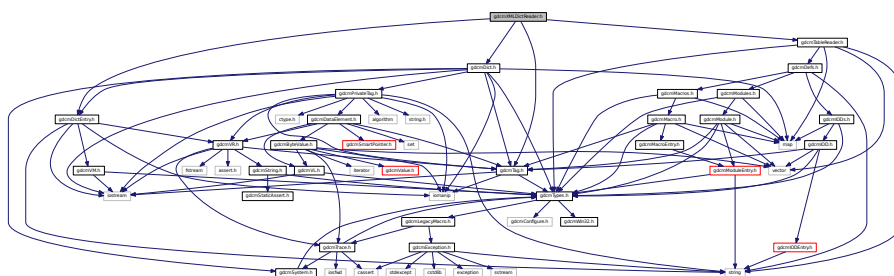 gdcmXMLDictReader.h
gdcmTableReader.h
gdcmDict.h
gdcmDefs.h
gdcmPrivateTag.h
gdcmMacros.h
gdcmModules.h
gdcmDictEntry.h
ctype.h
gdcmDataElement.h
algorithm
string.h
gdcmMacro.h
gdcmModule.h
gdcmIODs.h
gdcmVR.h
gdcmByteValue.h
gdcmSmartPointer.h
set
gdcmMacroEntry.h
map
gdcmIOD.h
gdcmVM.h
fstream
assert.h
gdcmString.h
gdcmVL.h
iterator
gdcmValue.h
gdcmTag.h
gdcmModuleEntry.h
vector
iostream
gdcmStaticAssert.h
iomanip
gdcmTypes.h
gdcmLegacyMacro.h
gdcmConfigure.h
gdcmWin32.h
gdcmTrace.h
gdcmException.h
gdcmIODEntry.h
gdcmSystem.h
iosfwd
cassert
stdexcept
cstdlib
exception
sstream
string